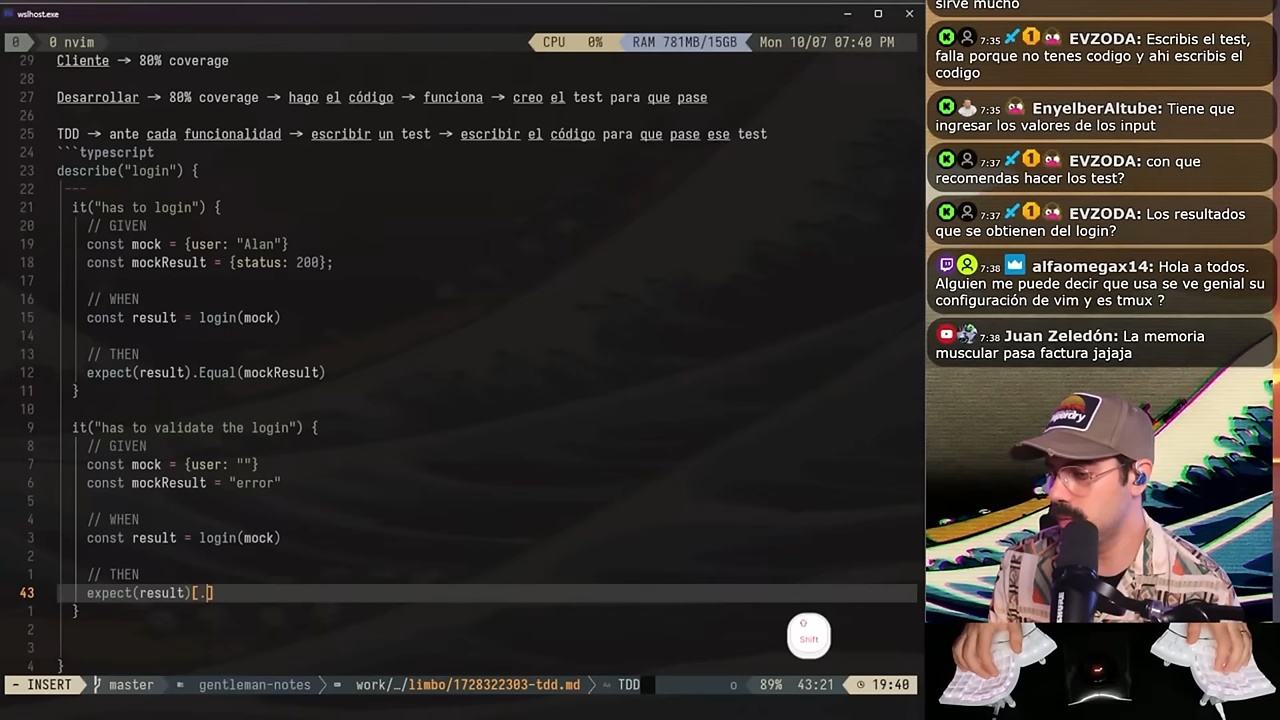 wslhost.exe
0 0 nvim CPU 0% RAM 781MB/15GB Mon 10/07 07:40 PM
29 Cliente → 80% coverage
28
27 Desarrollar → 80% coverage → hago el código → funciona → creo el test para que pase
26
25 TDD → ante cada funcionalidad → escribir un test → escribir el código para que pase ese test
24 ```typescript
23 describe("login") {
22 ---
21 it("has to login") {
20 // GIVEN
19 const mock = {user: "Alan"}
18 const mockResult = {status: 200};
17
16 // WHEN
15 const result = login(mock)
14
13 // THEN
12 expect(result).Equal(mockResult)
11 }
10
9 it("has to validate the login") {
8 // GIVEN
7 const mock = {user: ""}
6 const mockResult = "error"
5
4 // WHEN
3 const result = login(mock)
2
1 // THEN
43 expect(result)[.]
1 }
2
3
4 }
Shift
- INSERT master gentleman-notes work/…/limbo/1728322303-tdd.md TDD 89% 43:21 19:40
sirve mucho
7:35 EVZODA: Escribis el test,
falla porque no tenes codigo y ahi escribis el
codigo
7:35 EnyelberAltube: Tiene que
ingresar los valores de los input
7:37 EVZODA: con que
recomendas hacer los test?
7:37 EVZODA: Los resultados
que se obtienen del login?
7:38 alfaomegax14: Hola a todos.
Alguien me puede decir que usa se ve genial su
configuración de vim y es tmux ?
7:38 Juan Zeledón: La memoria
muscular pasa factura jajaja